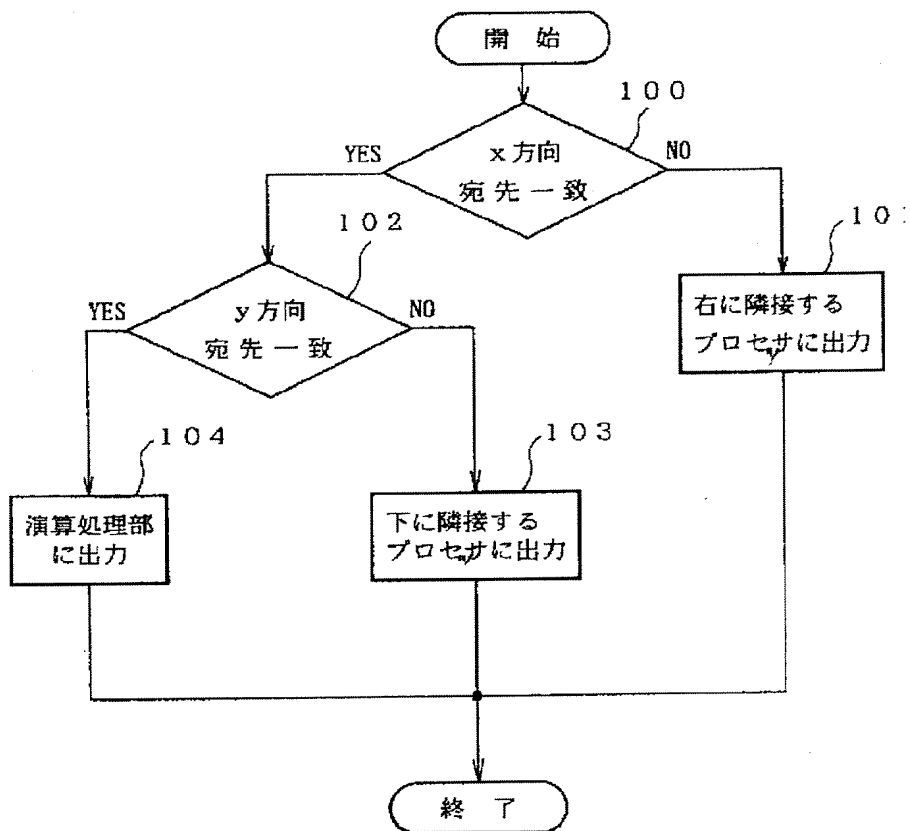 開 始
100
YES
x方向
宛先一致
NO
102
YES
y方向
宛先一致
NO
右に隣接する
プロセッサに出力
104
演算処理部
に出力
103
下に隣接する
プロセッサに出力
終 了